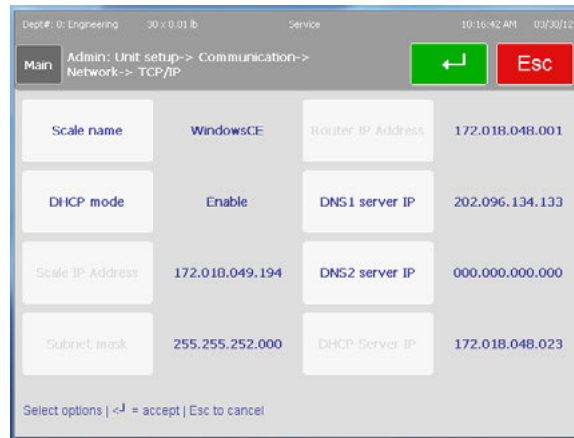 Dept#: 0: Engineering 30 x 0.01 lb Service 10:16:42 AM 03/30/12
Main
Admin: Unit setup-> Communication->
Network-> TCP/IP
Esc
Scale name WindowsCE Router IP Address 172.018.048.001
DHCP mode Enable DNS1 server IP 202.096.134.133
Scale IP Address 172.018.049.194 DNS2 server IP 000.000.000.000
Subnet mask 255.255.252.000 DHCP Server IP 172.018.048.023
Select options | <┘ = accept | Esc to cancel